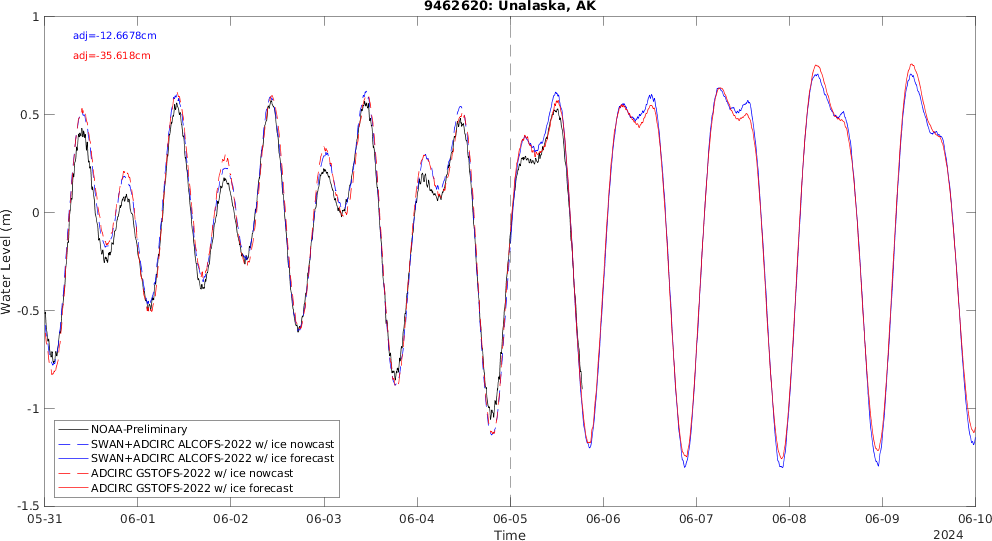 9462620: Unalaska, AK
adj=-12.6678cm
adj=-35.618cm
1
0.5
0
-0.5
-1
-1.5
Water Level (m)
NOAA-Preliminary
SWAN+ADCIRC ALCOFS-2022 w/ ice nowcast
SWAN+ADCIRC ALCOFS-2022 w/ ice forecast
ADCIRC GSTOFS-2022 w/ ice nowcast
ADCIRC GSTOFS-2022 w/ ice forecast
05-31 06-01 06-02 06-03 06-04 06-05 06-06 06-07 06-08 06-09 06-10
Time
2024